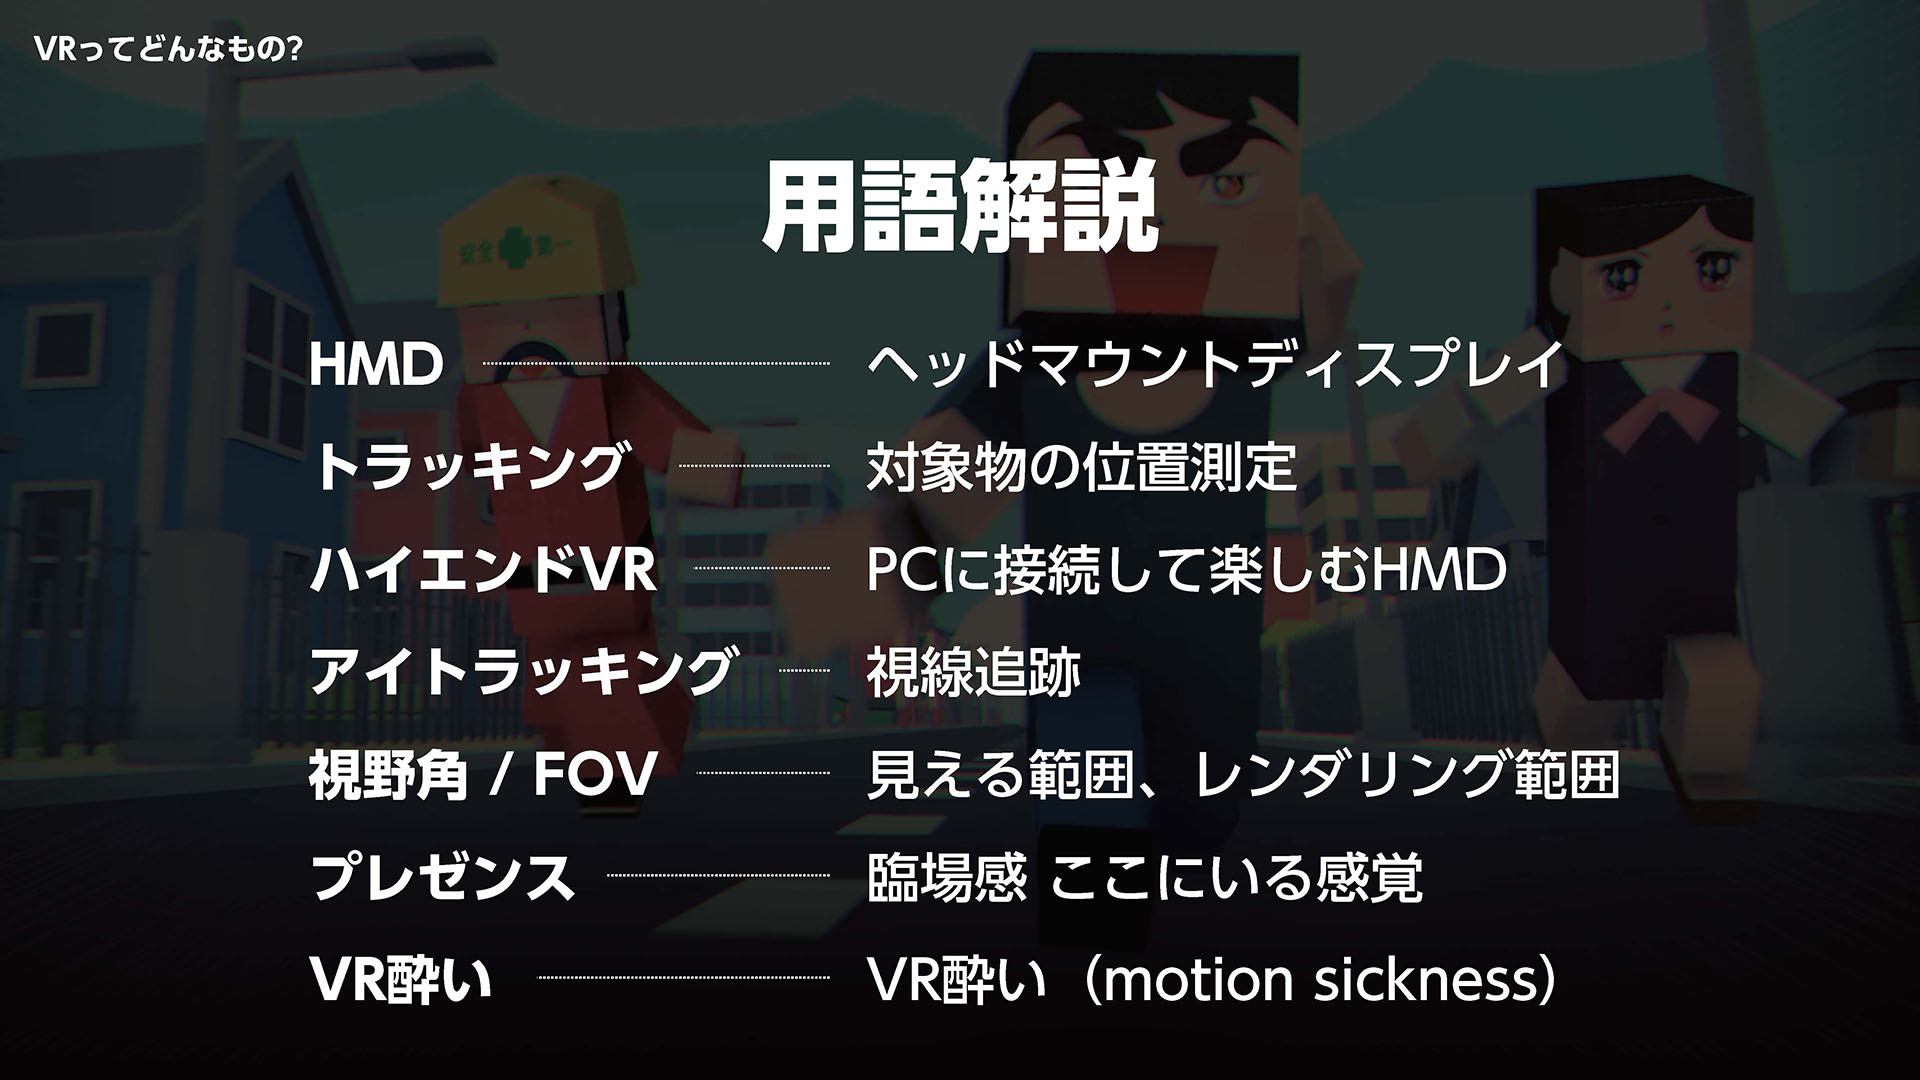 VRってどんなもの?
用語解説
安全 第一
HMD ヘッドマウントディスプレイ
トラッキング 対象物の位置測定
ハイエンドVR PCに接続して楽しむHMD
アイトラッキング 視線追跡
視野角 / FOV 見える範囲、レンダリング範囲
プレゼンス 臨場感 ここにいる感覚
VR酔い VR酔い（motion sickness）